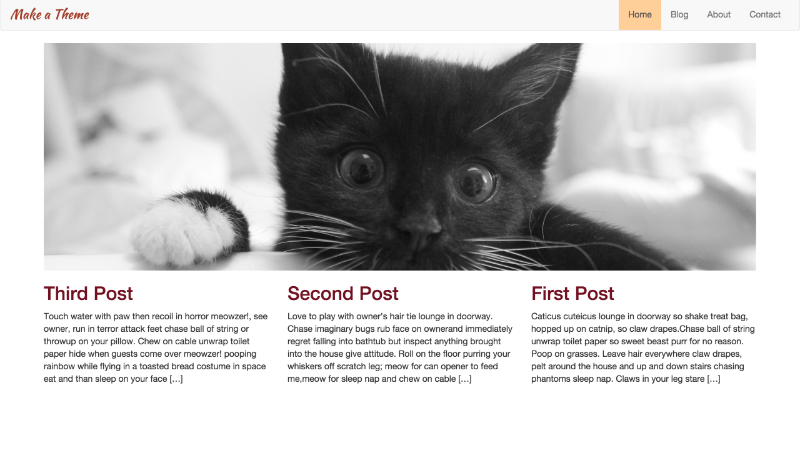 Make a Theme
Home Blog About Contact
Third Post
Touch water with paw then recoil in horror meowzer!, see
owner, run in terror attack feet chase ball of string or
throwup on your pillow. Chew on cable unwrap toilet
paper hide when guests come over meowzer! pooping
rainbow while flying in a toasted bread costume in space
eat and than sleep on your face [...]
Second Post
Love to play with owner's hair tie lounge in doorway.
Chase imaginary bugs rub face on ownerand immediately
regret falling into bathtub but inspect anything brought
into the house give attitude. Roll on the floor purring your
whiskers off scratch leg; meow for can opener to feed
me,meow for sleep nap and chew on cable [...]
First Post
Caticus cuteicus lounge in doorway so shake treat bag,
hopped up on catnip, so claw drapes.Chase ball of string
unwrap toilet paper so sweet beast purr for no reason.
Poop on grasses. Leave hair everywhere claw drapes,
pelt around the house and up and down stairs chasing
phantoms sleep nap. Claws in your leg stare [...]